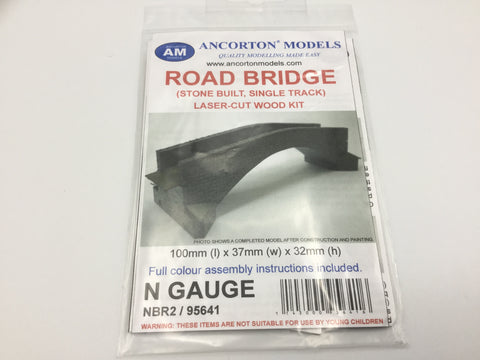 AM
ANCORTON® MODELS
QUALITY MODELLING MADE EASY
www.ancortonmodels.com
ROAD BRIDGE
(STONE BUILT, SINGLE TRACK)
LASER-CUT WOOD KIT
PHOTO SHOWS A COMPLETED MODEL AFTER CONSTRUCTION AND PAINTING.
100mm (l) x 37mm (w) x 32mm (h)
Full colour assembly instructions included.
N GAUGE
NBR2 / 95641
WARNING: THESE ITEMS ARE NOT SUITABLE FOR USE BY YOUNG CHILDREN